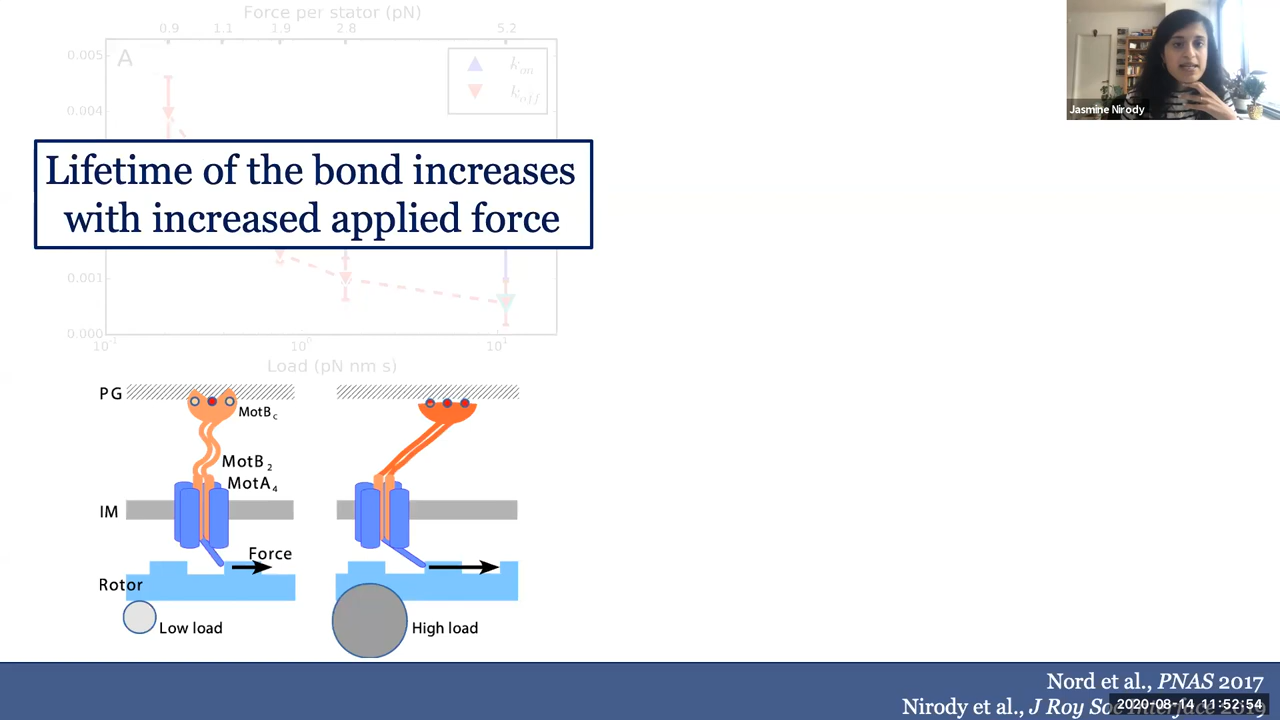 Force per stator (pN)
0.9 1.1 1.9 2.8 5.2
0.005
A
k_on
k_off
0.004
Jasmine Nirody
Lifetime of the bond increases
with increased applied force
0.001
0.000
10⁻¹ 10⁰ 10¹
Load (pN nm s)
PG
MotB_C
MotB₂
MotA₄
IM
Force
Rotor
Low load
High load
Nord et al., PNAS 2017
Nirody et al., J Roy Soc
2020-08-14 11:52:54